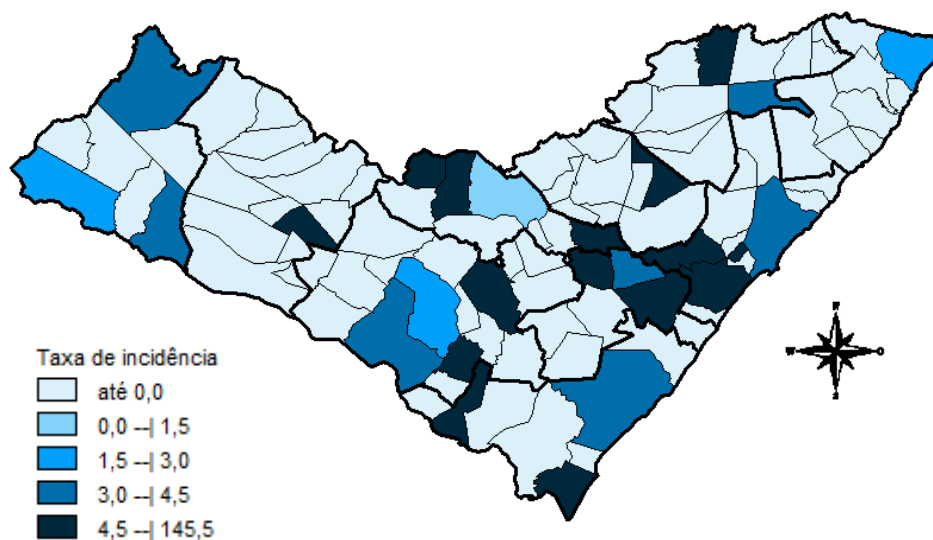 Taxa de incidência
até 0,0
0,0 --| 1,5
1,5 --| 3,0
3,0 --| 4,5
4,5 --| 145,5